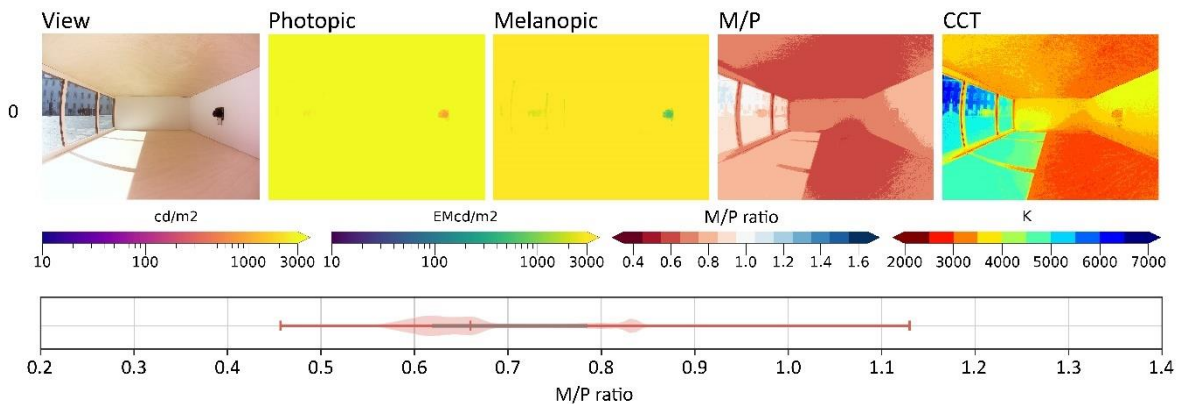 View Photopic Melanopic M/P CCT
0
cd/m2 EMcd/m2 M/P ratio K
10 100 1000 3000 10 100 1000 3000 0.4 0.6 0.8 1.0 1.2 1.4 1.6 2000 3000 4000 5000 6000 7000
0.2 0.3 0.4 0.5 0.6 0.7 0.8 0.9 1.0 1.1 1.2 1.3 1.4
M/P ratio